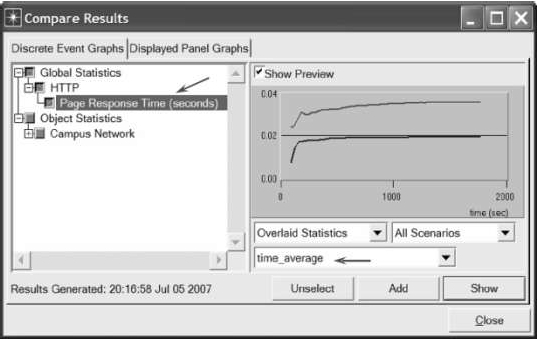 Compare Results
Discrete Event Graphs Displayed Panel Graphs
Global Statistics
HTTP
Page Response Time (seconds)
Object Statistics
Campus Network
Show Preview
0.04
0.02
0.00
0 1000 2000
time (sec)
Overlaid Statistics All Scenarios
time_average
Results Generated: 20:16:58 Jul 05 2007
Unselect Add Show
Close